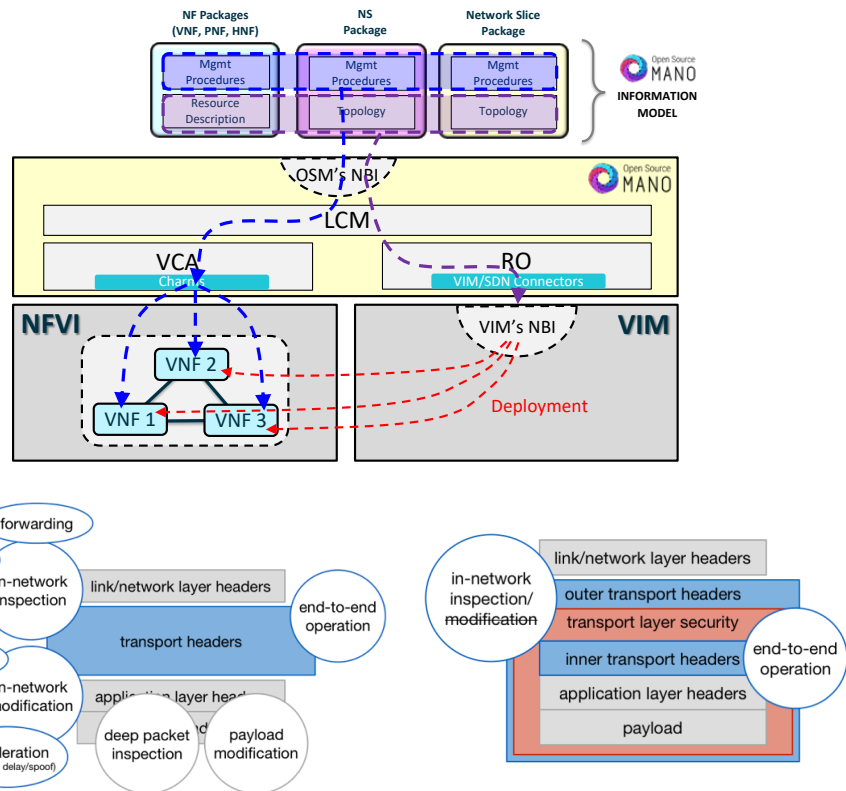 NF Packages
(VNF, PNF, HNF)
NS
Package
Network Slice
Package
Mgmt
Procedures
Mgmt
Procedures
Mgmt
Procedures
Resource
Description
Topology
Topology
Open Source
MANO
INFORMATION
MODEL
OSM's NBI
Open Source
MANO
LCM
VCA
Charms
RO
VIM/SDN Connectors
NFVI
VIM's NBI
VIM
VNF 2
VNF 1
VNF 3
Deployment
forwarding
n-network
nspection
link/network layer headers
end-to-end
operation
transport headers
n-network
odification
application layer head
deep packet
inspection
payload
modification
leration
delay/spoof)
in-network
inspection/
modification
link/network layer headers
outer transport headers
transport layer security
inner transport headers
end-to-end
operation
application layer headers
payload